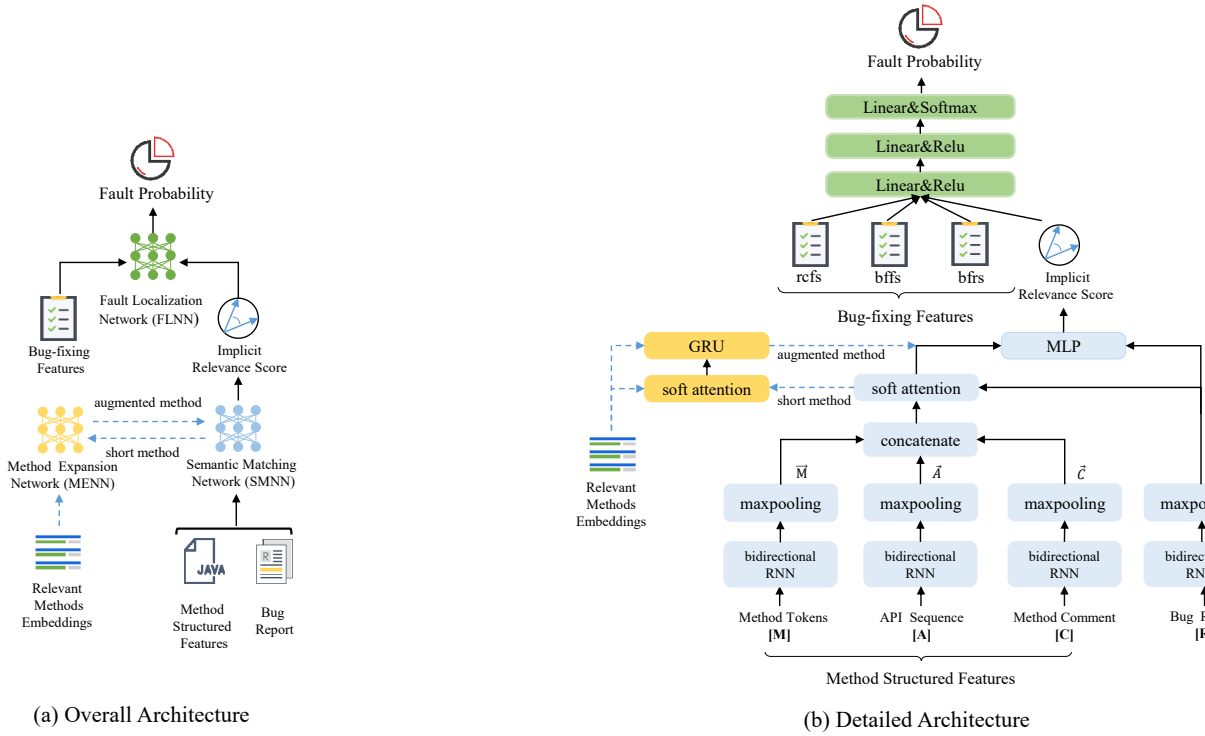 Fault Probability
Fault Localization
Network (FLNN)
Bug-fixing
Features
Implicit
Relevance Score
augmented method
short method
Method Expansion
Network (MENN)
Semantic Matching
Network (SMNN)
Relevant
Methods
Embeddings
JAVA
Method
Structured
Features
R
Bug
Report
(a) Overall Architecture
Fault Probability
Linear&Softmax
Linear&Relu
Linear&Relu
rcfs
bffs
bfrs
Implicit
Relevance Score
Bug-fixing Features
GRU
augmented method
MLP
soft attention
short method
soft attention
concatenate
Relevant
Methods
Embeddings
M⃗
A⃗
C⃗
maxpooling
maxpooling
maxpooling
maxpo
bidirectional
RNN
bidirectional
RNN
bidirectional
RNN
bidirec
RN
Method Tokens
[M]
API Sequence
[A]
Method Comment
[C]
Bug
[R
Method Structured Features
(b) Detailed Architecture